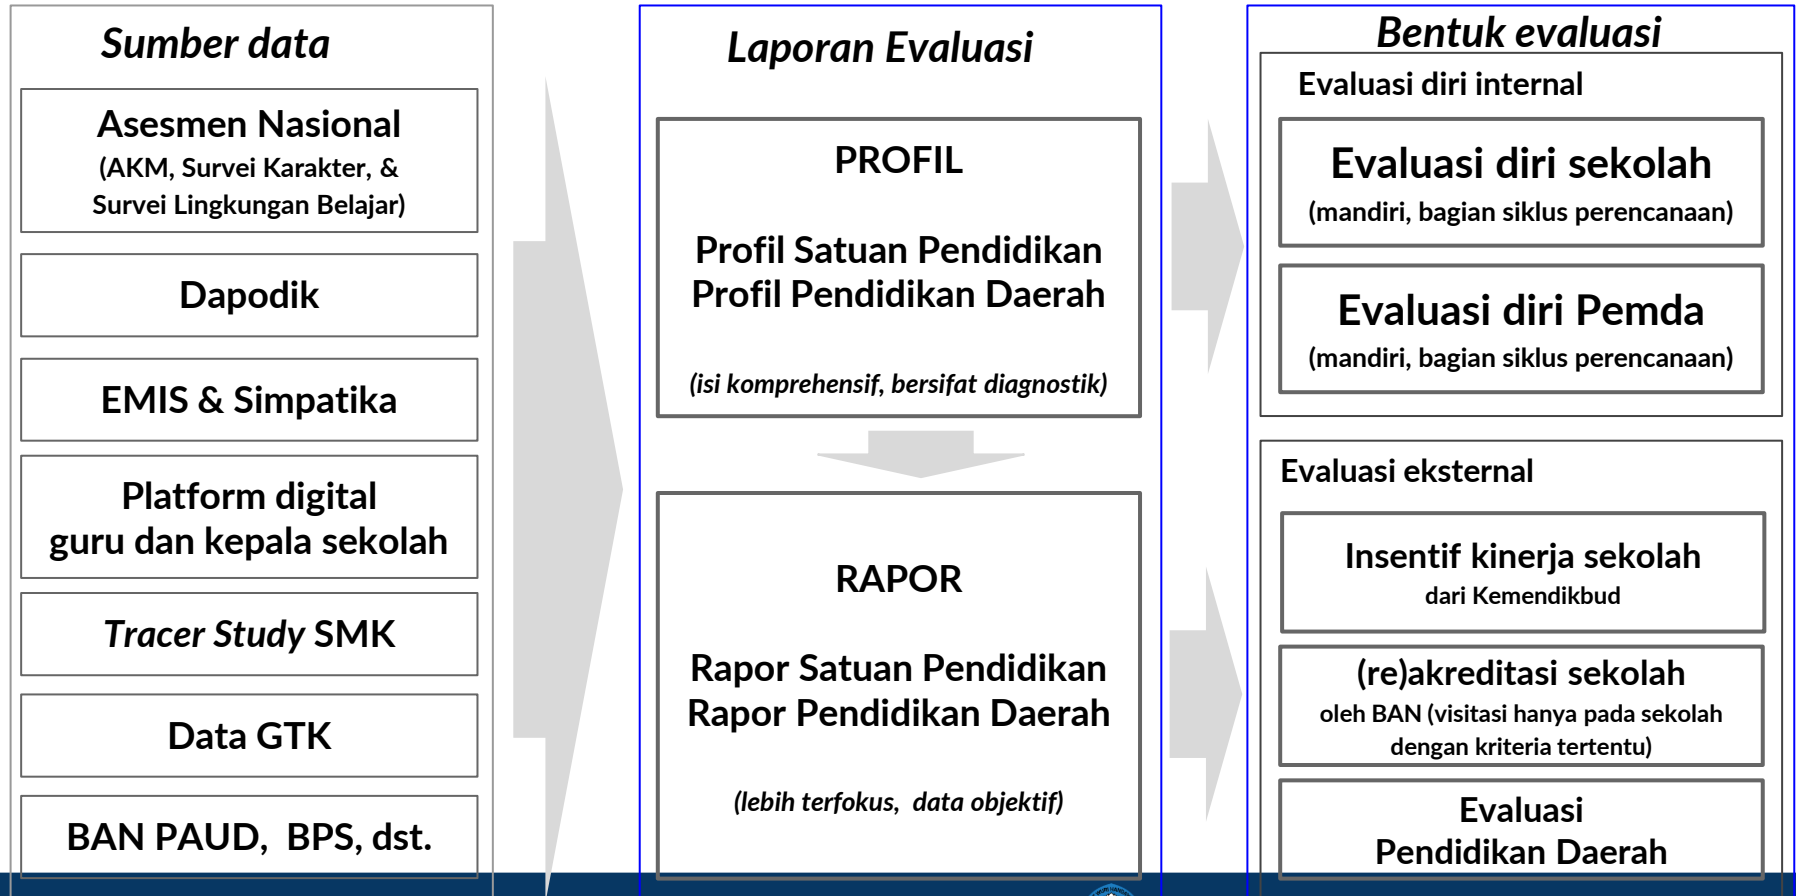 Sumber data
Asesmen Nasional
(AKM, Survei Karakter, &
Survei Lingkungan Belajar)
Dapodik
EMIS & Simpatika
Platform digital
guru dan kepala sekolah
Tracer Study SMK
Data GTK
BAN PAUD, BPS, dst.
Laporan Evaluasi
PROFIL
Profil Satuan Pendidikan
Profil Pendidikan Daerah
(isi komprehensif, bersifat diagnostik)
RAPOR
Rapor Satuan Pendidikan
Rapor Pendidikan Daerah
(lebih terfokus, data objektif)
Bentuk evaluasi
Evaluasi diri internal
Evaluasi diri sekolah
(mandiri, bagian siklus perencanaan)
Evaluasi diri Pemda
(mandiri, bagian siklus perencanaan)
Evaluasi eksternal
Insentif kinerja sekolah
dari Kemendikbud
(re)akreditasi sekolah
oleh BAN (visitasi hanya pada sekolah
dengan kriteria tertentu)
Evaluasi
Pendidikan Daerah